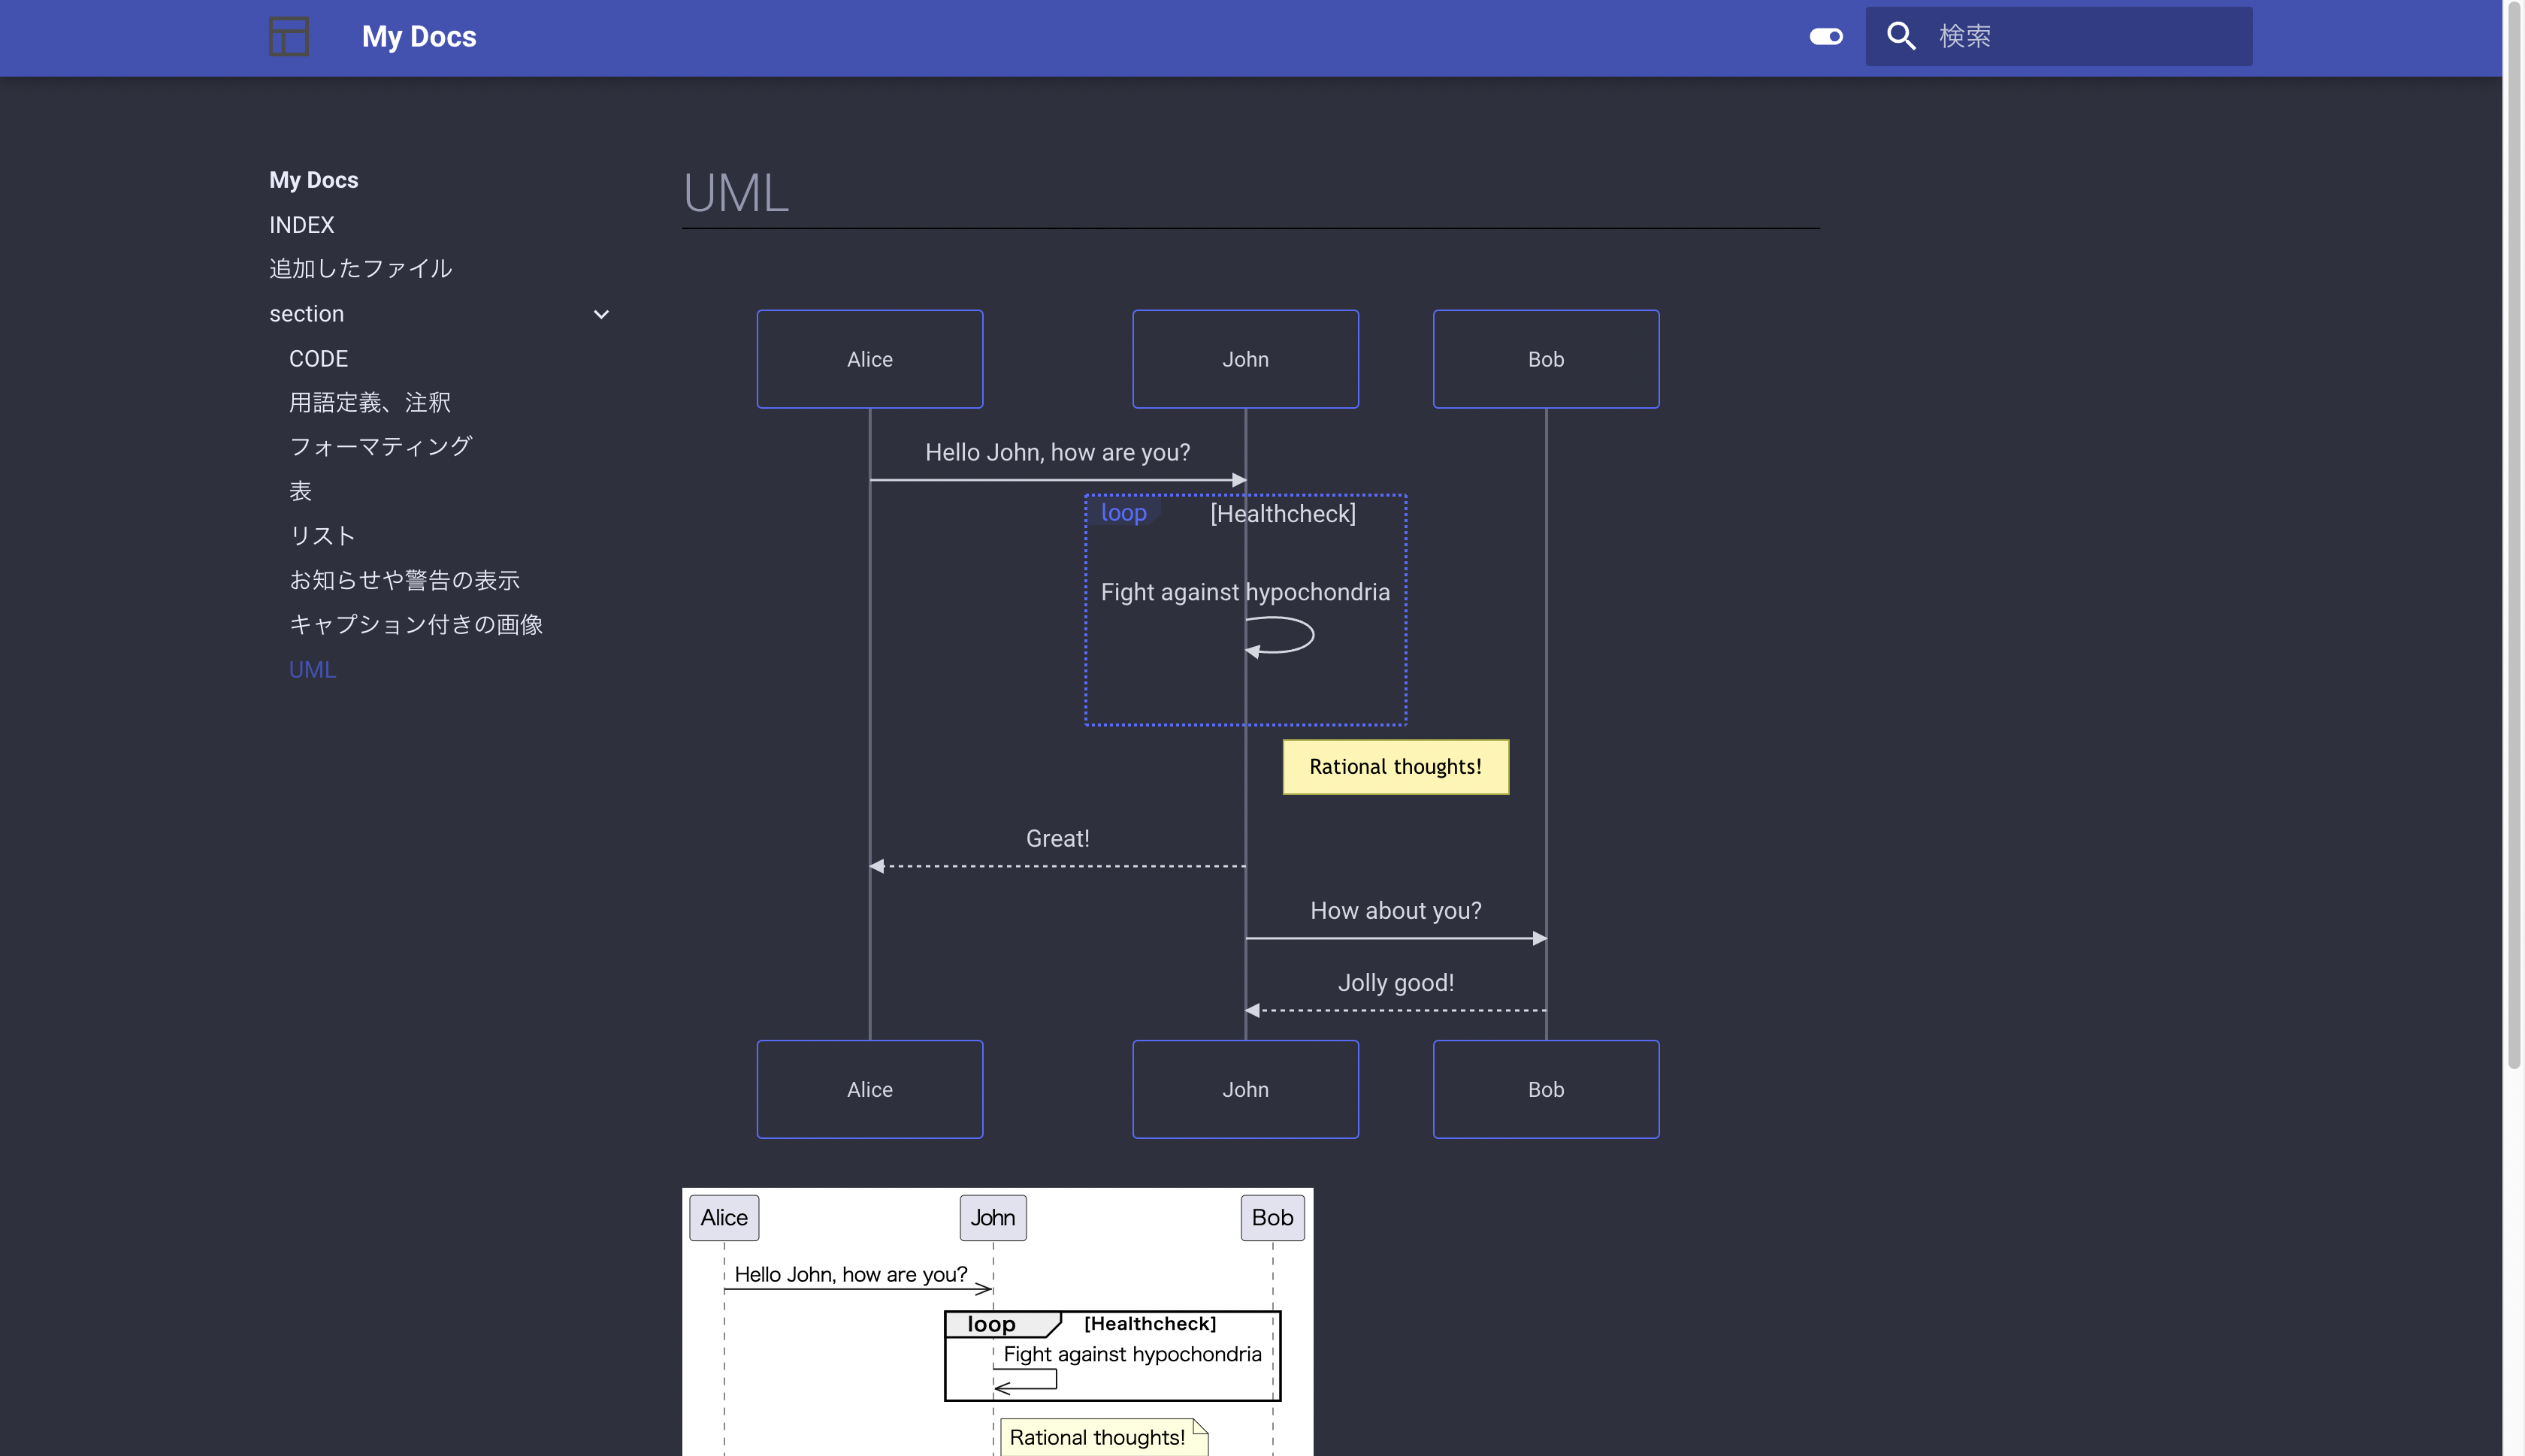 My Docs
検索
My Docs
INDEX
追加したファイル
section
CODE
用語定義、注釈
フォーマティング
表
リスト
お知らせや警告の表示
キャプション付きの画像
UML
UML
Alice John Bob
Hello John, how are you?
loop [Healthcheck]
Fight against hypochondria
Rational thoughts!
Great!
How about you?
Jolly good!
Alice John Bob
Alice John Bob
Hello John, how are you?
loop [Healthcheck]
Fight against hypochondria
Rational thoughts!